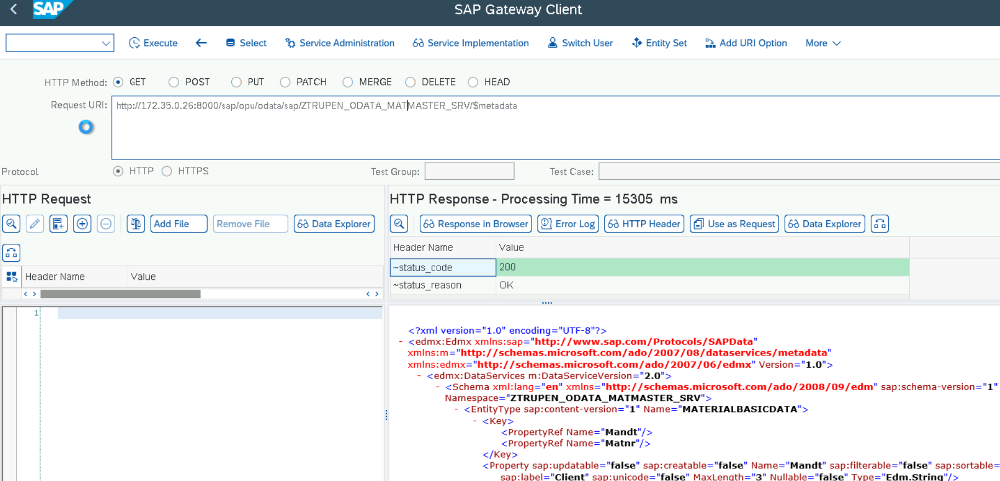 SAP SAP Gateway Client
Execute Select Service Administration Service Implementation Switch User Entity Set Add URI Option More
HTTP Method: GET POST PUT PATCH MERGE DELETE HEAD
Request URI: http://172.35.0.26:8000/sap/opu/odata/sap/ZTRUPEN_ODATA_MATMASTER_SRV/$metadata
Protocol HTTP HTTPS Test Group: Test Case:
HTTP Request
Add File Remove File Data Explorer
Header Name Value
1
HTTP Response - Processing Time = 15305 ms
Response in Browser Error Log HTTP Header Use as Request Data Explorer
Header Name Value
~status_code 200
~status_reason OK
<?xml version="1.0" encoding="UTF-8"?>
- <edmx:Edmx xmlns:sap="http://www.sap.com/Protocols/SAPData"
xmlns:m="http://schemas.microsoft.com/ado/2007/08/dataservices/metadata"
xmlns:edmx="http://schemas.microsoft.com/ado/2007/06/edmx" Version="1.0">
- <edmx:DataServices m:DataServiceVersion="2.0">
- <Schema xml:lang="en" xmlns="http://schemas.microsoft.com/ado/2008/09/edm" sap:schema-version="1"
Namespace="ZTRUPEN_ODATA_MATMASTER_SRV">
- <EntityType sap:content-version="1" Name="MATERIALBASICDATA">
- <Key>
<PropertyRef Name="Mandt"/>
<PropertyRef Name="Matnr"/>
</Key>
<Property sap:updatable="false" sap:creatable="false" Name="Mandt" sap:filterable="false" sap:sortable=
sap:label="Client" sap:unicode="false" MaxLength="3" Nullable="false" Type="Edm.String"/>